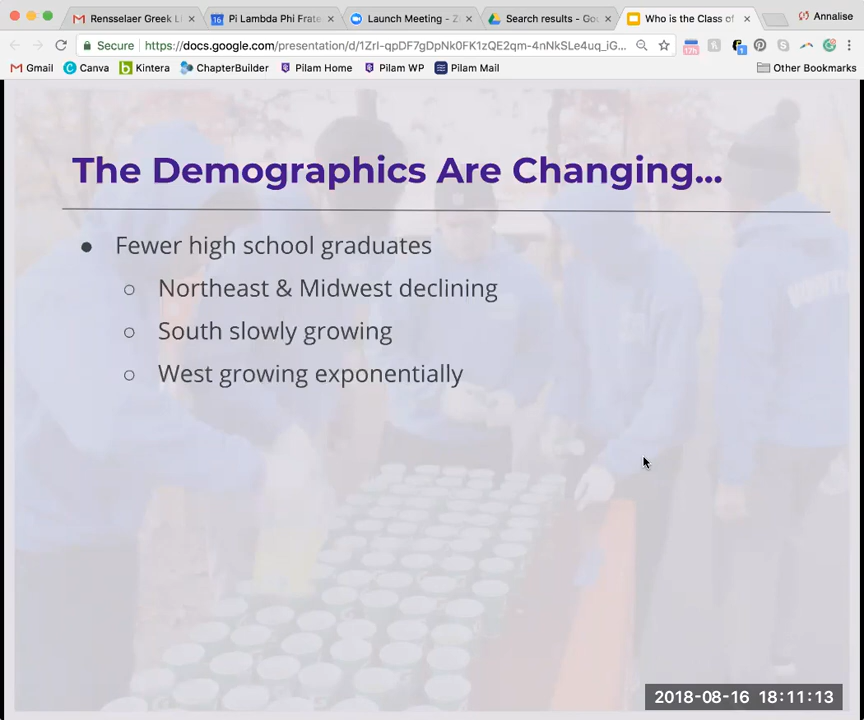 Rensselaer Greek Li
Pi Lambda Phi Frate
Launch Meeting - Z
Search results - Go
Who is the Class of
Annalise
Secure
https://docs.google.com/presentation/d/1ZrI-qpDF7gDpNk0FK1zQE2qm-4nNkSLe4uq_iG...
Gmail
Canva
Kintera
ChapterBuilder
Pilam Home
Pilam WP
Pilam Mail
Other Bookmarks
The Demographics Are Changing...
● Fewer high school graduates
○ Northeast & Midwest declining
○ South slowly growing
○ West growing exponentially
2018-08-16 18:11:13